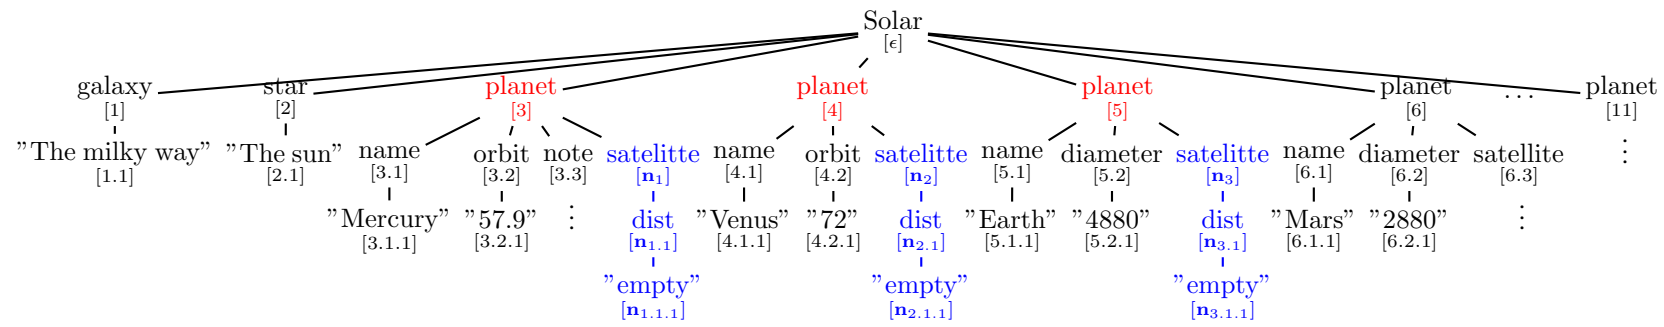 Solar
[ϵ]
galaxy star planet planet planet planet ... planet
[1] [2] [3] [4] [5] [6] [11]
"The milky way" "The sun" name orbit note satelitte name orbit satelitte name diameter satelitte name diameter satellite ⋮
[1.1] [2.1] [3.1] [3.2] [3.3] [n₁] [4.1] [4.2] [n₂] [5.1] [5.2] [n₃] [6.1] [6.2] [6.3]
"Mercury" "57.9" ⋮ dist "Venus" "72" dist "Earth" "4880" dist "Mars" "2880" ⋮
[3.1.1] [3.2.1] [n₁.₁] [4.1.1] [4.2.1] [n₂.₁] [5.1.1] [5.2.1] [n₃.₁] [6.1.1] [6.2.1]
"empty" "empty" "empty"
[n₁.₁.₁] [n₂.₁.₁] [n₃.₁.₁]